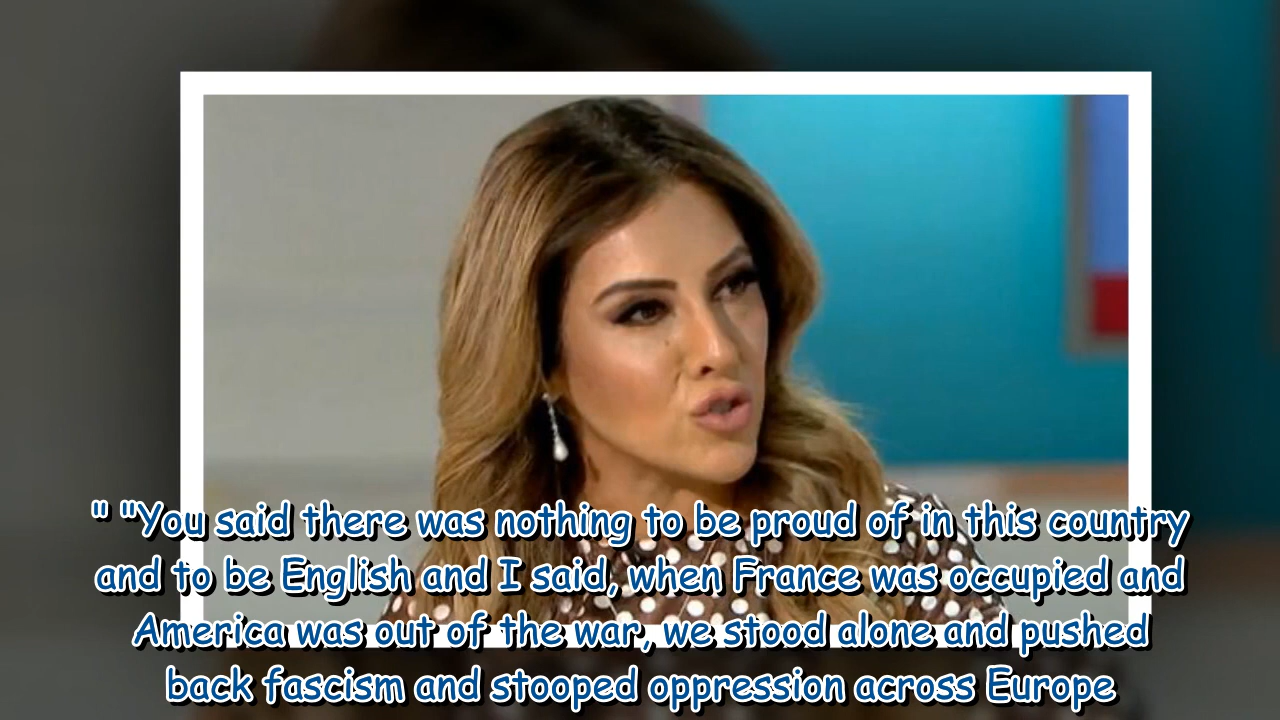 " "You said there was nothing to be proud of in this country
and to be English and I said, when France was occupied and
America was out of the war, we stood alone and pushed
back fascism and stooped oppression across Europe